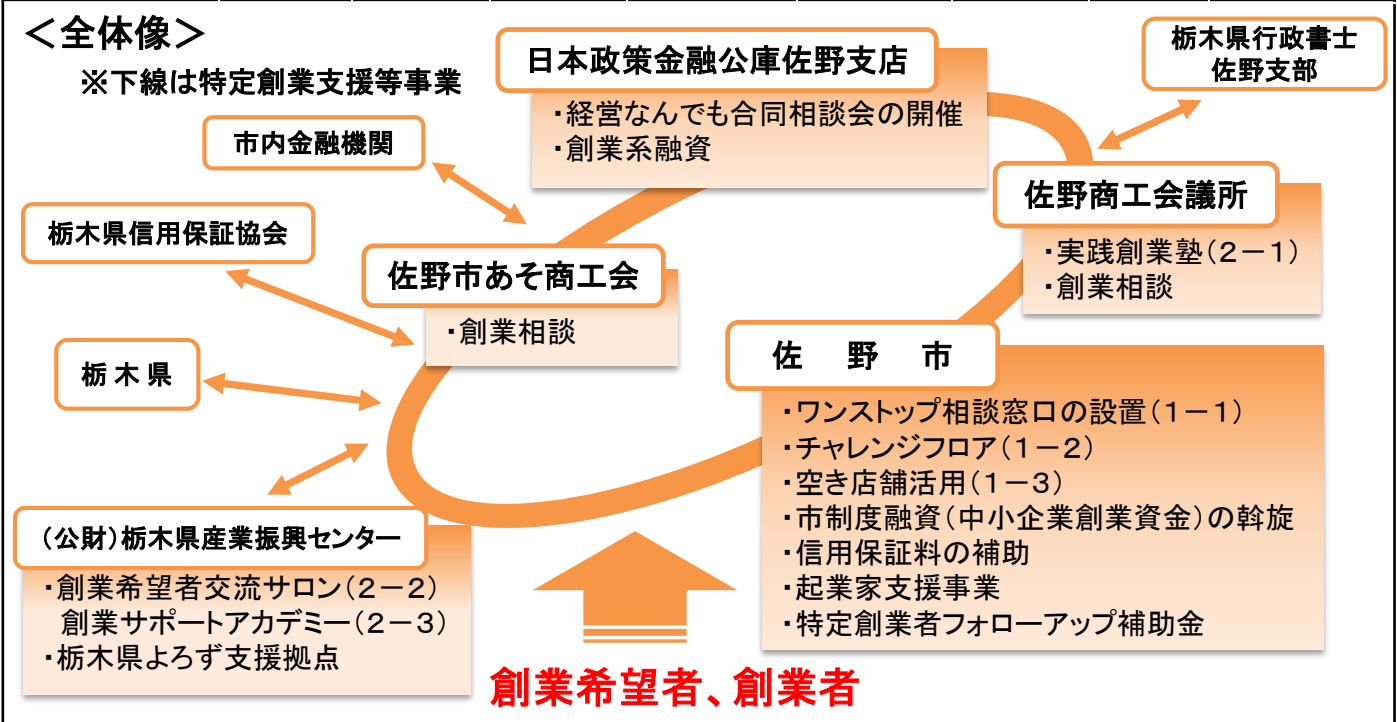 ＜全体像＞
※下線は特定創業支援等事業
日本政策金融公庫佐野支店
・経営なんでも合同相談会の開催
・創業系融資
栃木県行政書士
佐野支部
市内金融機関
佐野商工会議所
・実践創業塾（２－１）
・創業相談
栃木県信用保証協会
佐野市あそ商工会
・創業相談
佐　野　市
・ワンストップ相談窓口の設置（１－１）
・チャレンジフロア（１－２）
・空き店舗活用（１－３）
・市制度融資（中小企業創業資金）の斡旋
・信用保証料の補助
・起業家支援事業
・特定創業者フォローアップ補助金
栃 木 県
（公財）栃木県産業振興センター
・創業希望者交流サロン（２－２）
創業サポートアカデミー（２－３）
・栃木県よろず支援拠点
創業希望者、創業者